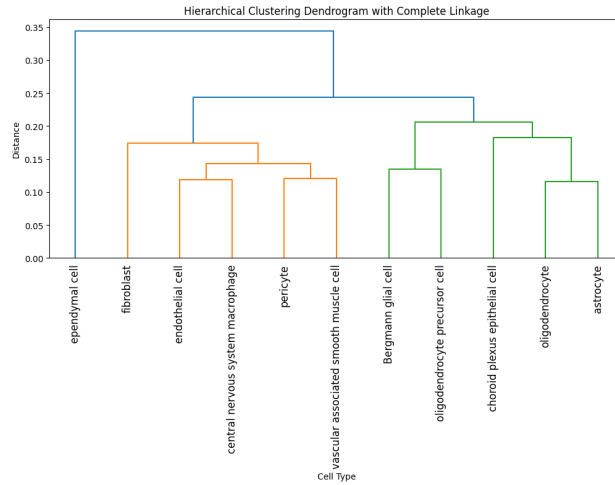 Hierarchical Clustering Dendrogram with Complete Linkage
0.35
0.30
0.25
0.20
0.15
0.10
0.05
0.00
Distance
ependymal cell
fibroblast
endothelial cell
central nervous system macrophage
pericyte
vascular associated smooth muscle cell
Bergmann glial cell
oligodendrocyte precursor cell
choroid plexus epithelial cell
oligodendrocyte
astrocyte
Cell Type